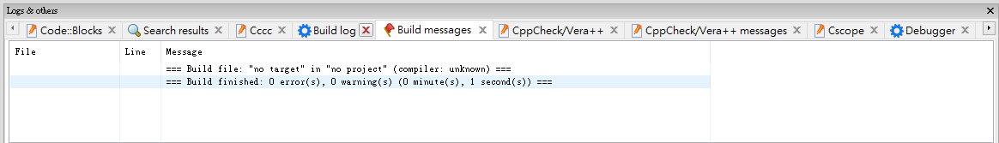 Logs & others
Code::Blocks Search results Cccc Build log Build messages CppCheck/Vera++ CppCheck/Vera++ messages Cscope Debugger
File Line Message
=== Build file: "no target" in "no project" (compiler: unknown) ===
=== Build finished: 0 error(s), 0 warning(s) (0 minute(s), 1 second(s)) ===